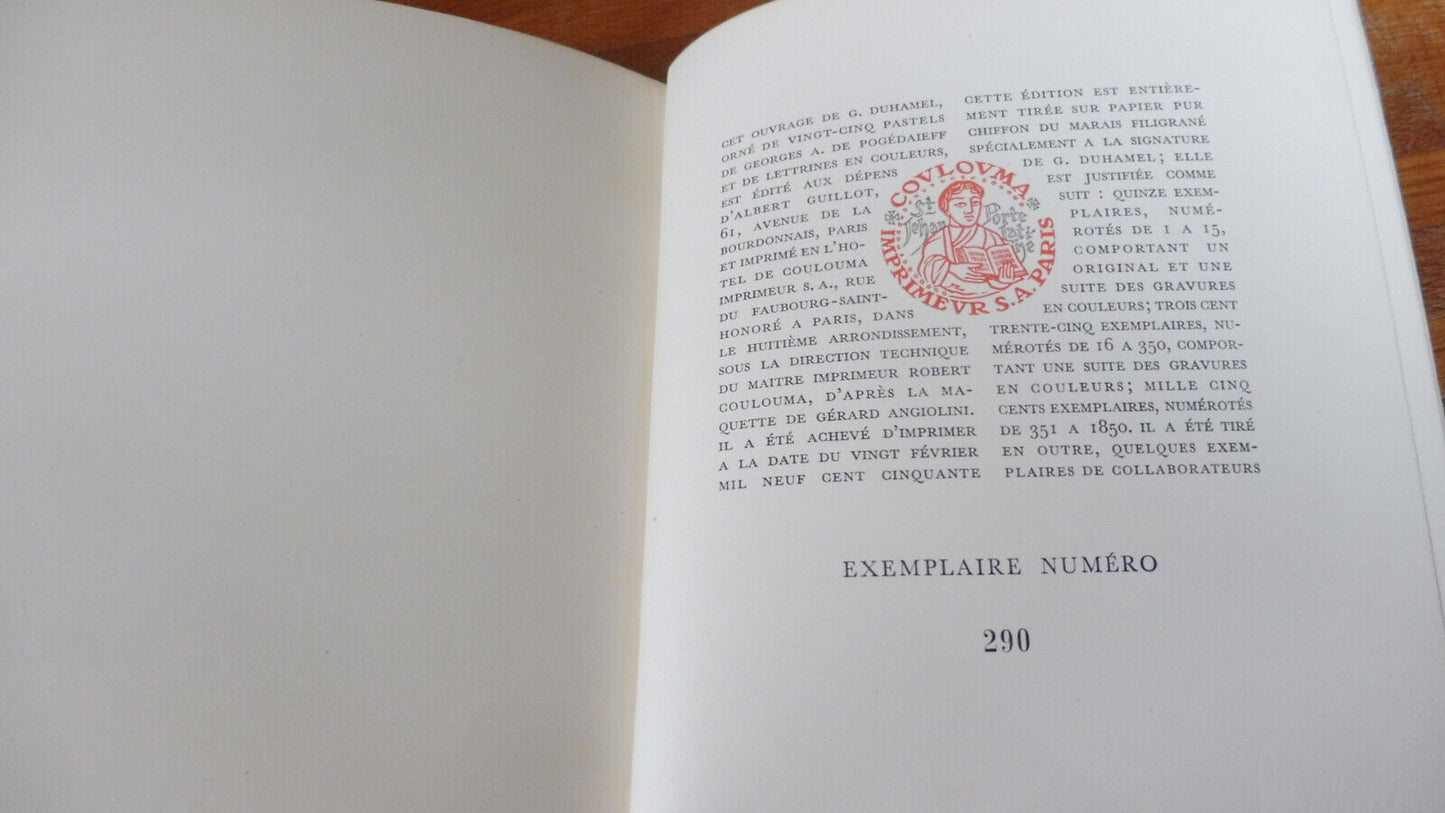 CET OUVRAGE DE G. DUHAMEL,
ORNÉ DE VINGT-CINQ PASTELS
DE GEORGES A. DE POGÉDAIEFF
ET DE LETTRINES EN COULEURS,
EST ÉDITÉ AUX DÉPENS
D'ALBERT GUILLOT,
61, AVENUE DE LA
BOURDONNAIS, PARIS
ET IMPRIMÉ EN L'HO-
TEL DE COULOUMA
IMPRIMEUR S. A., RUE
DU FAUBOURG-SAINT-
HONORÉ A PARIS, DANS
LE HUITIÈME ARRONDISSEMENT,
SOUS LA DIRECTION TECHNIQUE
DU MAITRE IMPRIMEUR ROBERT
COULOUMA, D'APRÈS LA MA-
QUETTE DE GÉRARD ANGIOLINI.
IL A ÉTÉ ACHEVÉ D'IMPRIMER
A LA DATE DU VINGT FÉVRIER
MIL NEUF CENT CINQUANTE
COVLOVMA
IMPRIMEVR S. A. PARIS
St
Jehan
Porte
lati
ne
CETTE ÉDITION EST ENTIÈRE-
MENT TIRÉE SUR PAPIER PUR
CHIFFON DU MARAIS FILIGRANÉ
SPÉCIALEMENT A LA SIGNATURE
DE G. DUHAMEL; ELLE
EST JUSTIFIÉE COMME
SUIT : QUINZE EXEM-
PLAIRES, NUMÉ-
ROTÉS DE 1 A 15,
COMPORTANT UN
ORIGINAL ET UNE
SUITE DES GRAVURES
EN COULEURS; TROIS CENT
TRENTE-CINQ EXEMPLAIRES, NU-
MÉROTÉS DE 16 A 350, COMPOR-
TANT UNE SUITE DES GRAVURES
EN COULEURS; MILLE CINQ
CENTS EXEMPLAIRES, NUMÉROTÉS
DE 351 A 1850. IL A ÉTÉ TIRÉ
EN OUTRE, QUELQUES EXEM-
PLAIRES DE COLLABORATEURS
EXEMPLAIRE NUMÉRO
290